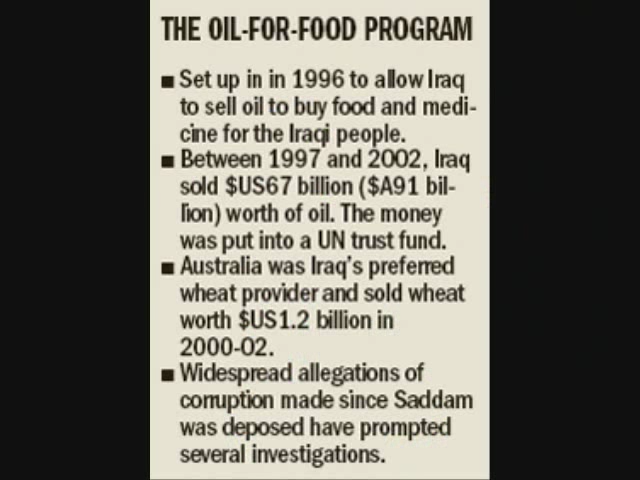 THE OIL-FOR-FOOD PROGRAM
■ Set up in in 1996 to allow Iraq
to sell oil to buy food and medi-
cine for the Iraqi people.
■ Between 1997 and 2002, Iraq
sold $US67 billion ($A91 bil-
lion) worth of oil. The money
was put into a UN trust fund.
■ Australia was Iraq's preferred
wheat provider and sold wheat
worth $US1.2 billion in
2000-02.
■ Widespread allegations of
corruption made since Saddam
was deposed have prompted
several investigations.